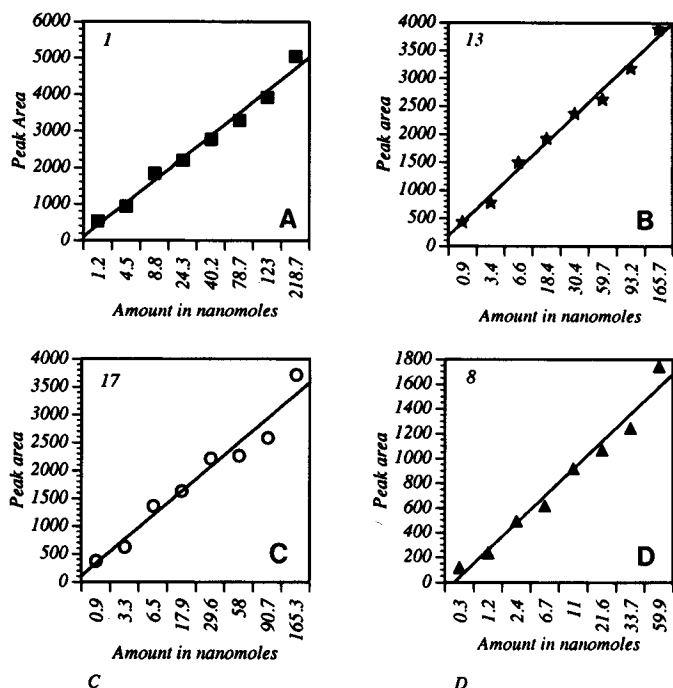 1
6000
5000
4000
3000
2000
1000
0
Peak Area
A
1.2 4.5 8.8 24.3 40.2 78.7 123 218.7
Amount in nanomoles
13
4000
3500
3000
2500
2000
1500
1000
500
0
Peak area
B
0.9 3.4 6.6 18.4 30.4 59.7 93.2 165.7
Amount in nanomoles
17
4000
3500
3000
2500
2000
1500
1000
500
0
Peak area
C
0.9 3.3 6.5 17.9 29.6 58 90.7 165.3
Amount in nanomoles
C
8
1800
1600
1400
1200
1000
800
600
400
200
0
Peak area
D
0.3 1.2 2.4 6.7 11 21.6 33.7 59.9
Amount in nanomoles
D